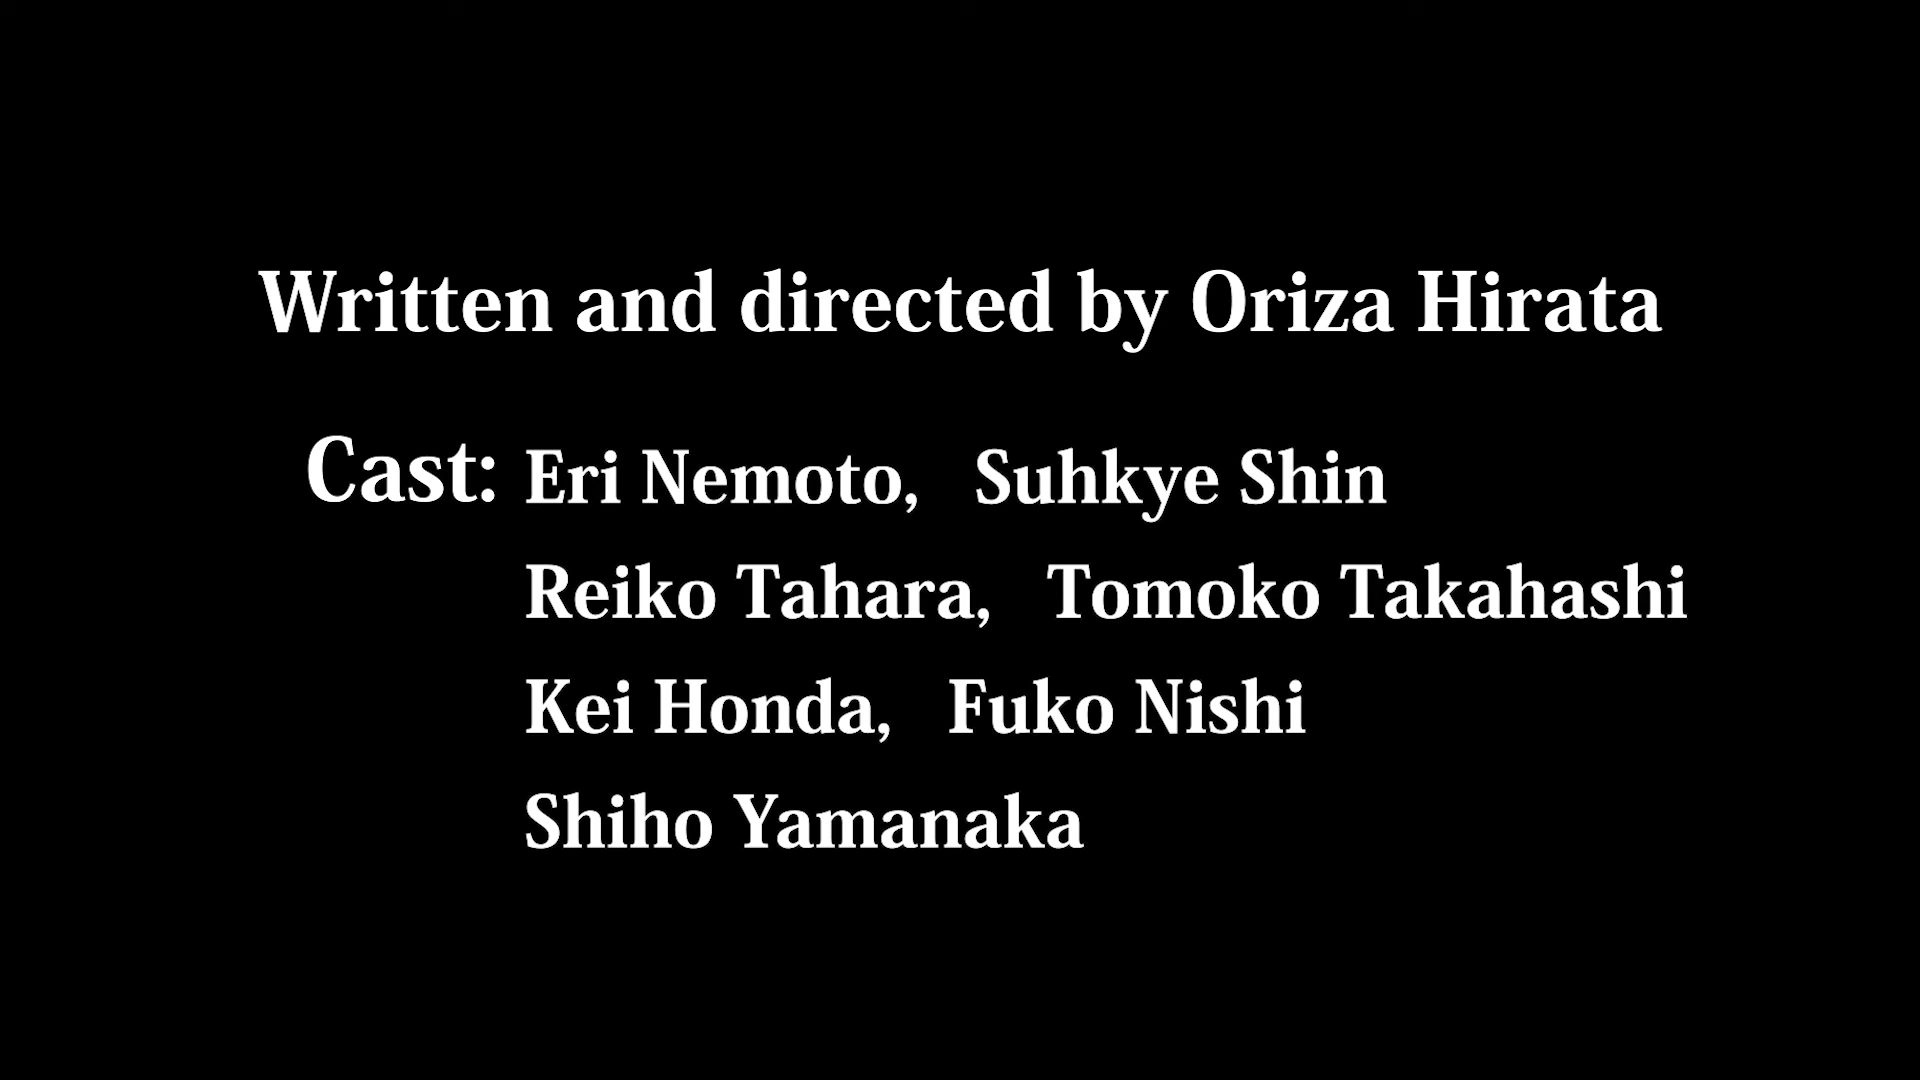 Written and directed by Oriza Hirata
Cast: Eri Nemoto, Suhkye Shin
Reiko Tahara, Tomoko Takahashi
Kei Honda, Fuko Nishi
Shiho Yamanaka